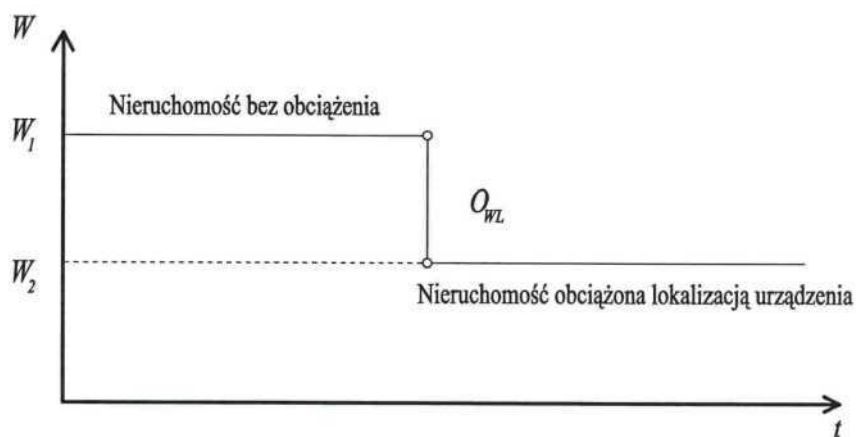 W
Nieruchomość bez obciążenia
W1
OWL
W2
Nieruchomość obciążona lokalizacją urządzenia
t